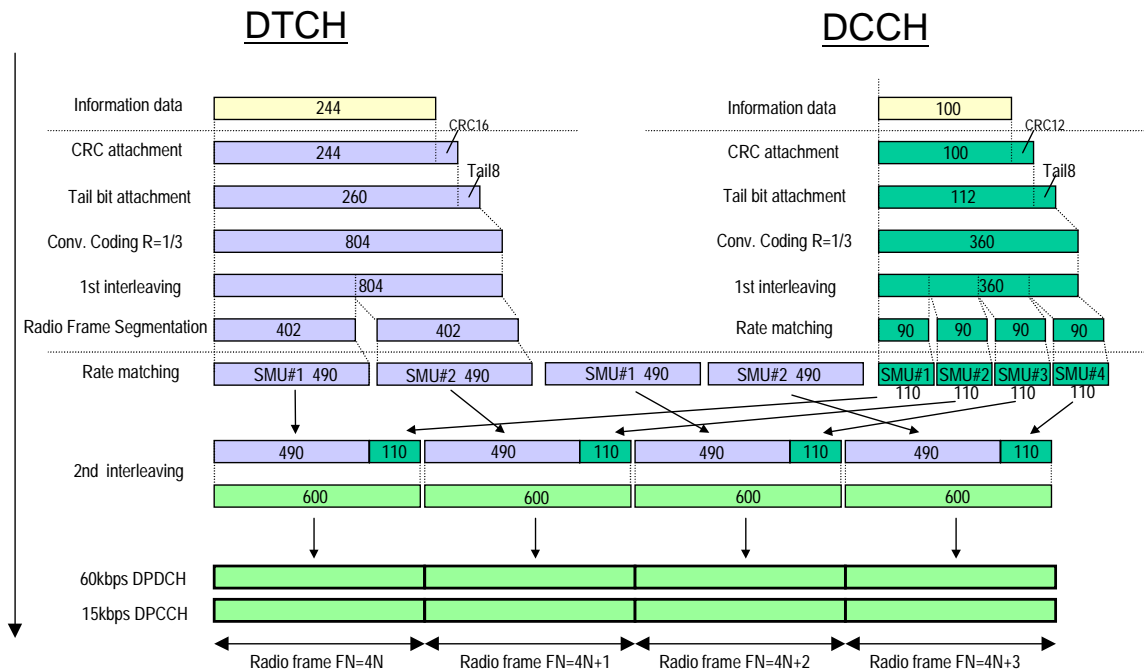 DTCH DCCH
Information data 244 Information data 100
CRC16 CRC12
CRC attachment 244 CRC attachment 100
Tail8 Tail8
Tail bit attachment 260 Tail bit attachment 112
Conv. Coding R=1/3 804 Conv. Coding R=1/3 360
1st interleaving 804 1st interleaving 360
Radio Frame Segmentation 402 402 Rate matching 90 90 90 90
Rate matching SMU#1 490 SMU#2 490 SMU#1 490 SMU#2 490 SMU#1 SMU#2 SMU#3 SMU#4
110 110 110 110
490 110 490 110 490 110 490 110
2nd interleaving
600 600 600 600
60kbps DPDCH
15kbps DPCCH
Radio frame FN=4N Radio frame FN=4N+1 Radio frame FN=4N+2 Radio frame FN=4N+3